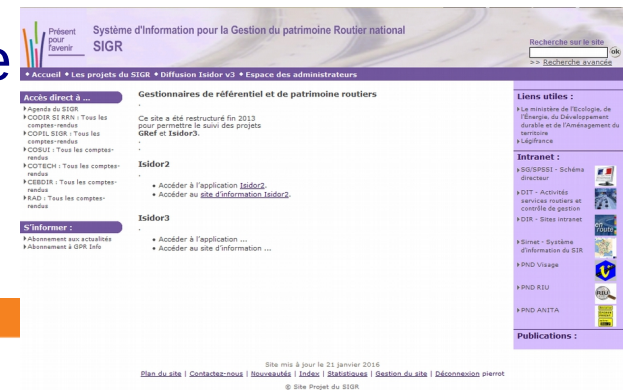 e
Présent
pour
l'avenir
Système d'Information pour la Gestion du patrimoine Routier national
SIGR
Recherche sur le site
ok
>> Recherche avancée
Accueil Les projets du SIGR Diffusion Isidor v3 Espace des administrateurs
Accès direct à ...
Agenda du SIGR
CODIR SI RRN : Tous les
comptes-rendus
COPIL SIGR : Tous les
comptes-rendus
COSUI : Tous les comptes-
rendus
COTECH : Tous les comptes-
rendus
CEBDIR : Tous les comptes-
rendus
RAD : Tous les comptes-
rendus
S'informer :
Abonnement aux actualités
Abonnement à GPR Info
Gestionnaires de référentiel et de patrimoine routiers
.
Ce site a été restructuré fin 2013
pour permettre le suivi des projets
GRef et Isidor3.
.
.
Isidor2
.
• Accéder à l'application Isidor2.
• Accéder au site d'information Isidor2.
Isidor3
.
• Accéder à l'application ...
• Accéder au site d'information ...
Liens utiles :
Le ministère de l'Ecologie, de
l'Énergie, du Développement
durable et de l'Aménagement du
territoire
Légifrance
Intranet :
SG/SPSSI - Schéma
directeur
DIT - Activités
services routiers et
contrôle de gestion
DIR - Sites intranet
en
route
Sirnet - Système
d'information du SIR
PND Visage
PND RIU
RIU
PND ANITA
Publications :
Site mis à jour le 21 janvier 2016
Plan du site | Contactez-nous | Nouveautés | Index | Statistiques | Gestion du site | Déconnexion pierrot
© Site Projet du SIGR